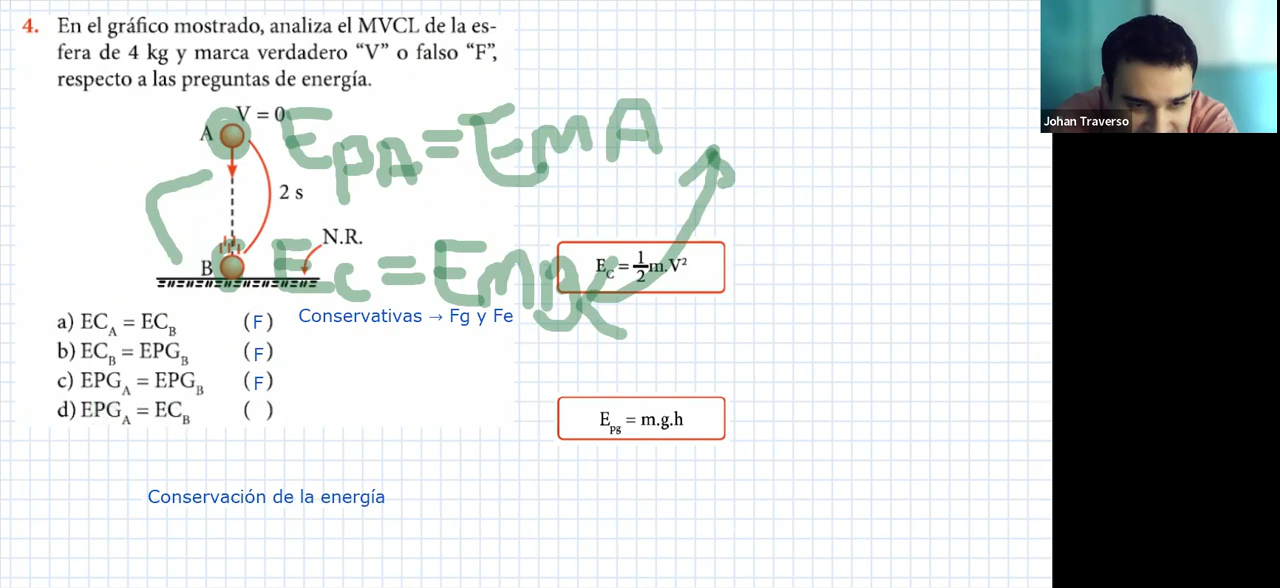 4. En el gráfico mostrado, analiza el MVCL de la es-
fera de 4 kg y marca verdadero “V” o falso “F”,
respecto a las preguntas de energía.
V = 0
A
EPA = EMA
2 s
N.R.
B
EC = EMB
EC = 1/2 m.V²
a) ECA = ECB (F)
Conservativas → Fg y Fe
b) ECB = EPGB (F)
c) EPGA = EPGB (F)
d) EPGA = ECB ( )
Epg = m.g.h
Conservación de la energía
Johan Traverso